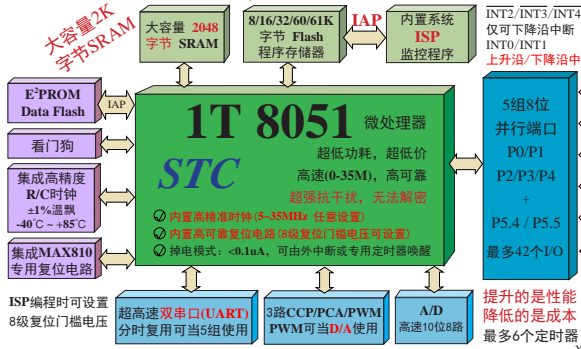 大容量2K
字节SRAM
大容量 2048
字节 SRAM
8/16/32/60/61K
字节 Flash
程序存储器
IAP
内置系统
ISP
监控程序
INT2/INT3/INT4
仅可下降沿中断
INT0/INT1
上升沿/下降沿中
E²PROM
Data Flash
IAP
看门狗
集成高精度
R/C时钟
±1%温飘
-40℃ ~ +85℃
集成MAX810
专用复位电路
ISP编程时可设置
8级复位门槛电压
1T 8051 微处理器
STC
超低功耗，超低价
高速(0-35M)，高可靠
超强抗干扰，无法解密
内置高精准时钟(5~35MHz 任意设置)
内置高可靠复位电路(8级复位门槛电压可设置)
掉电模式：<0.1uA，可由外中断或专用定时器唤醒
5组8位
并行端口
P0/P1
P2/P3/P4
+
P5.4 / P5.5
最多42个I/O
超高速双串口(UART)
分时复用可当5组使用
3路CCP/PCA/PWM
PWM可当D/A使用
A/D
高速10位8路
提升的是性能
降低的是成本
最多6个定时器